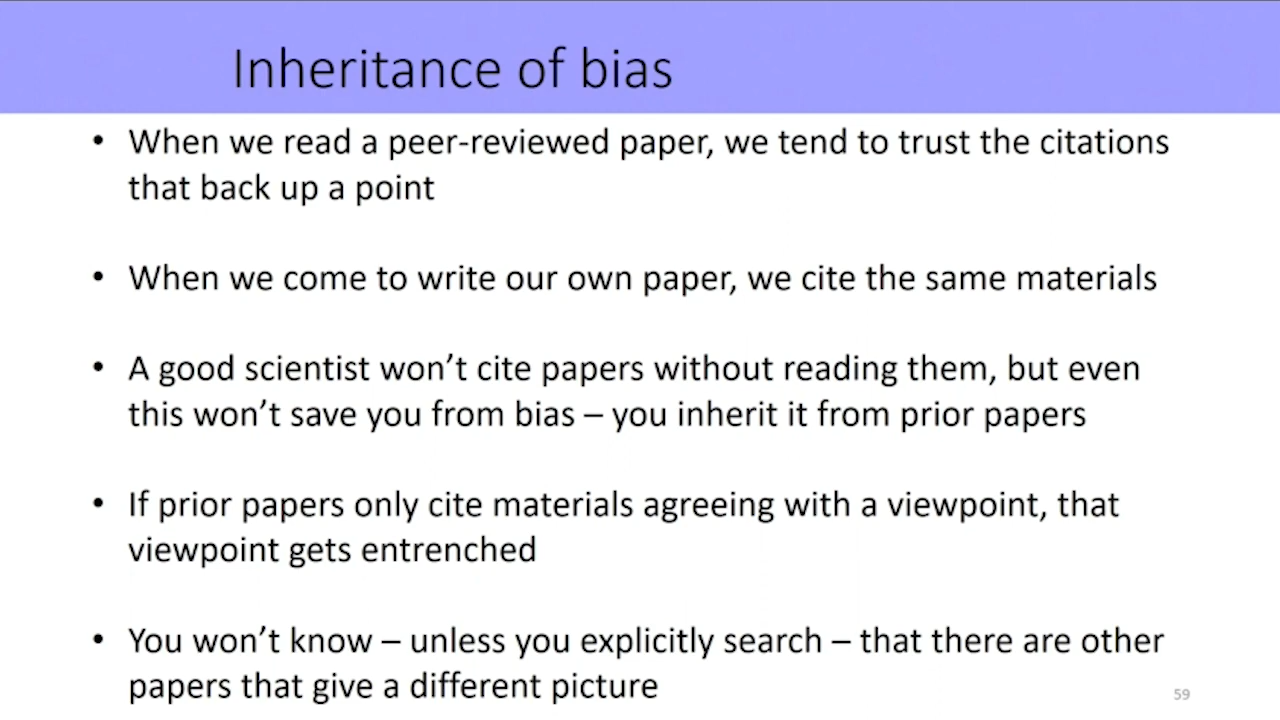 Inheritance of bias
• When we read a peer-reviewed paper, we tend to trust the citations
that back up a point
• When we come to write our own paper, we cite the same materials
• A good scientist won’t cite papers without reading them, but even
this won’t save you from bias – you inherit it from prior papers
• If prior papers only cite materials agreeing with a viewpoint, that
viewpoint gets entrenched
• You won’t know – unless you explicitly search – that there are other
papers that give a different picture
59